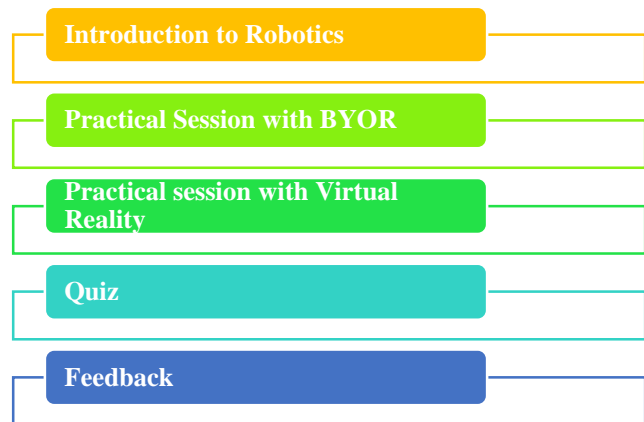 Introduction to Robotics
Practical Session with BYOR
Practical session with Virtual
Reality
Quiz
Feedback